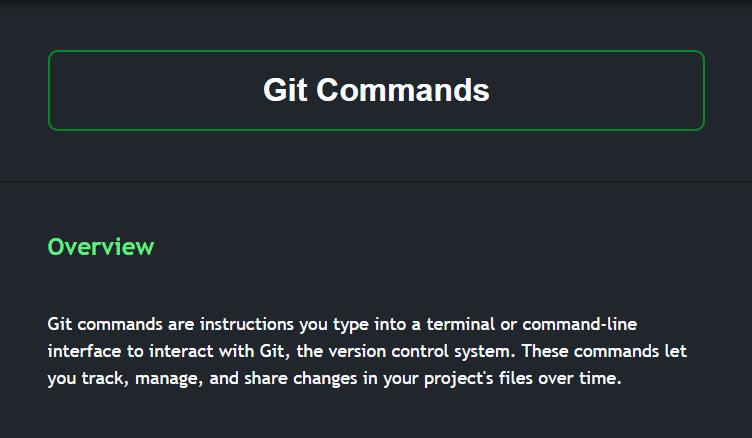 Git Commands
Overview
Git commands are instructions you type into a terminal or command-line
interface to interact with Git, the version control system. These commands let
you track, manage, and share changes in your project's files over time.